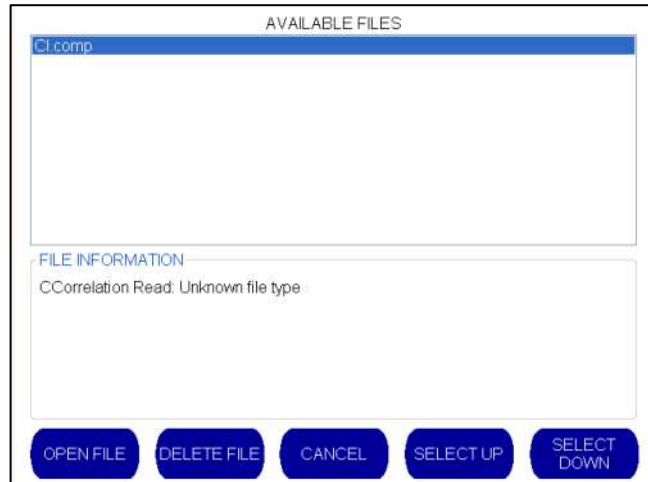 AVAILABLE FILES
Cl.comp
FILE INFORMATION
CCorrelation Read: Unknown file type
OPEN FILE
DELETE FILE
CANCEL
SELECT UP
SELECT
DOWN